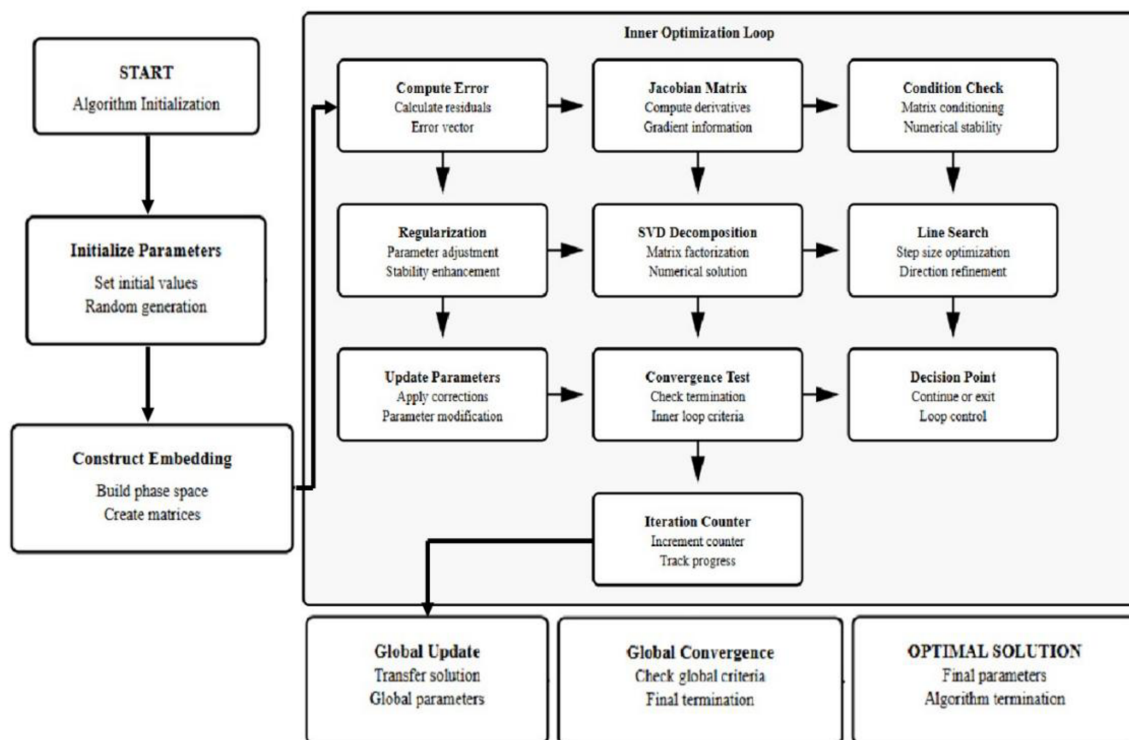 START
Algorithm Initialization
Initialize Parameters
Set initial values
Random generation
Construct Embedding
Build phase space
Create matrices
Inner Optimization Loop
Compute Error
Calculate residuals
Error vector
Jacobian Matrix
Compute derivatives
Gradient information
Condition Check
Matrix conditioning
Numerical stability
Regularization
Parameter adjustment
Stability enhancement
SVD Decomposition
Matrix factorization
Numerical solution
Line Search
Step size optimization
Direction refinement
Update Parameters
Apply corrections
Parameter modification
Convergence Test
Check termination
Inner loop criteria
Decision Point
Continue or exit
Loop control
Iteration Counter
Increment counter
Track progress
Global Update
Transfer solution
Global parameters
Global Convergence
Check global criteria
Final termination
OPTIMAL SOLUTION
Final parameters
Algorithm termination